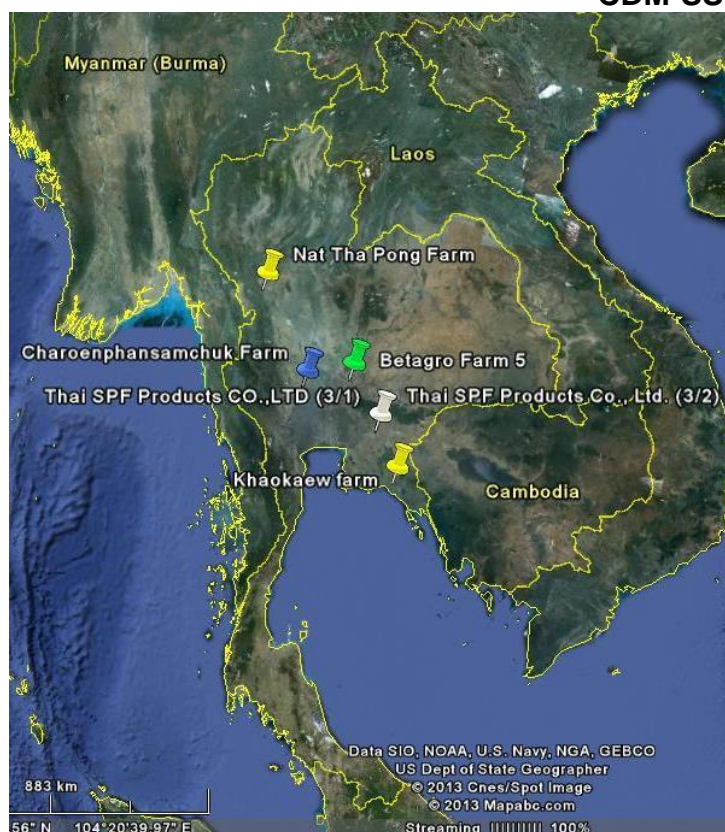 Myanmar (Burma)
Laos
Nat Tha Pong Farm
Charoenphansamchuk Farm
Betagro Farm 5
Thai SPF Products CO.,LTD (3/1)
Thai SPF Products Co., Ltd. (3/2)
Khaokaew farm
Cambodia
Data SIO, NOAA, U.S. Navy, NGA, GEBCO
US Dept of State Geographer
© 2013 Cnes/Spot Image
© 2013 Mapabc.com
883 km
56" N 104°20'39.97" E
Streaming |||||||||| 100%